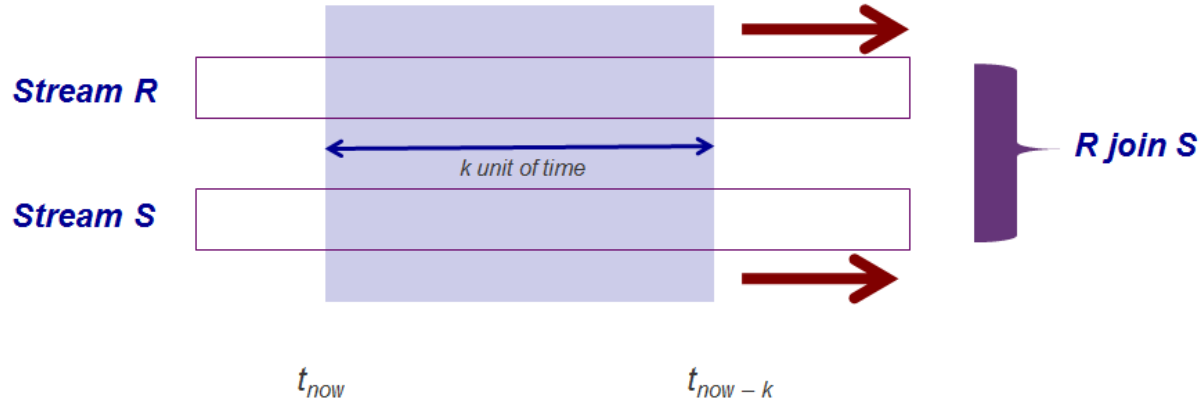 Stream R
k unit of time
R join S
Stream S
t_now
t_now – k